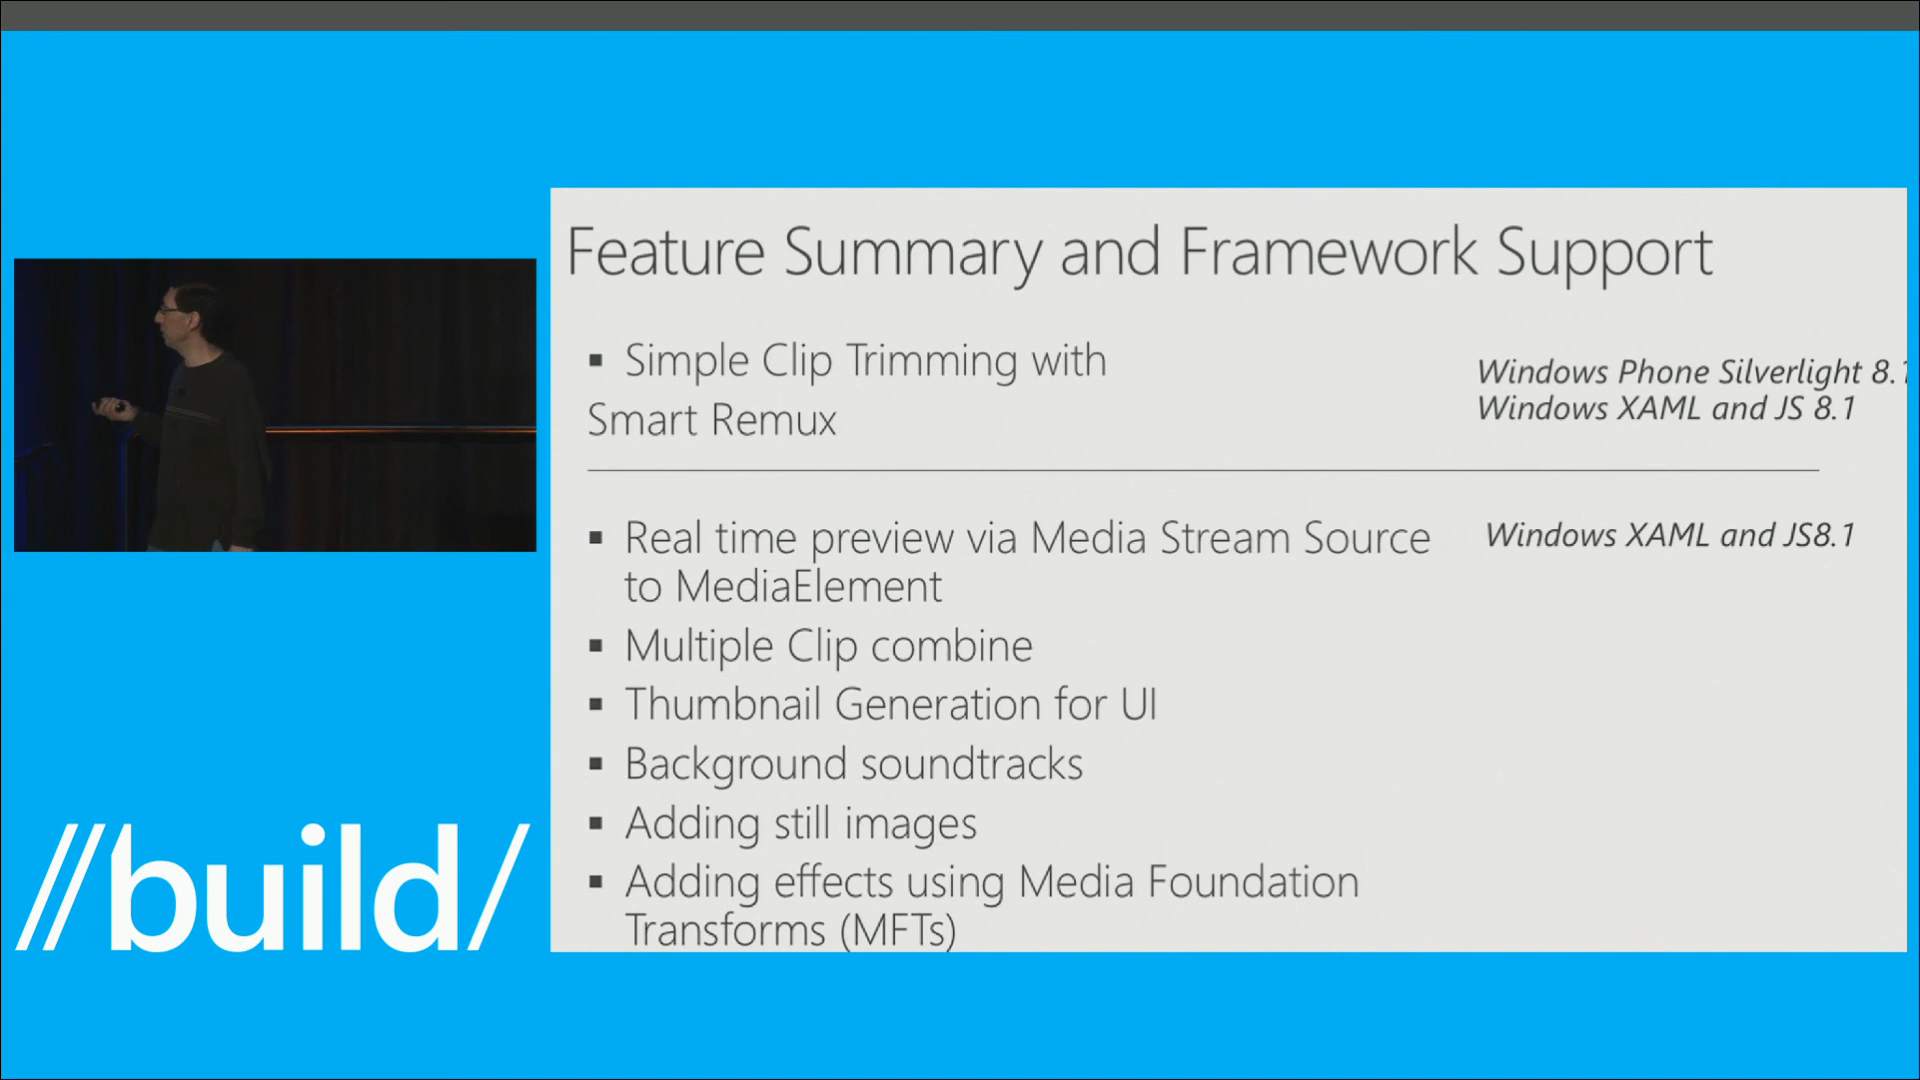 Feature Summary and Framework Support
▪ Simple Clip Trimming with
Smart Remux
Windows Phone Silverlight 8.1
Windows XAML and JS 8.1
▪ Real time preview via Media Stream Source
to MediaElement
Windows XAML and JS8.1
▪ Multiple Clip combine
▪ Thumbnail Generation for UI
▪ Background soundtracks
▪ Adding still images
▪ Adding effects using Media Foundation
Transforms (MFTs)
//build/